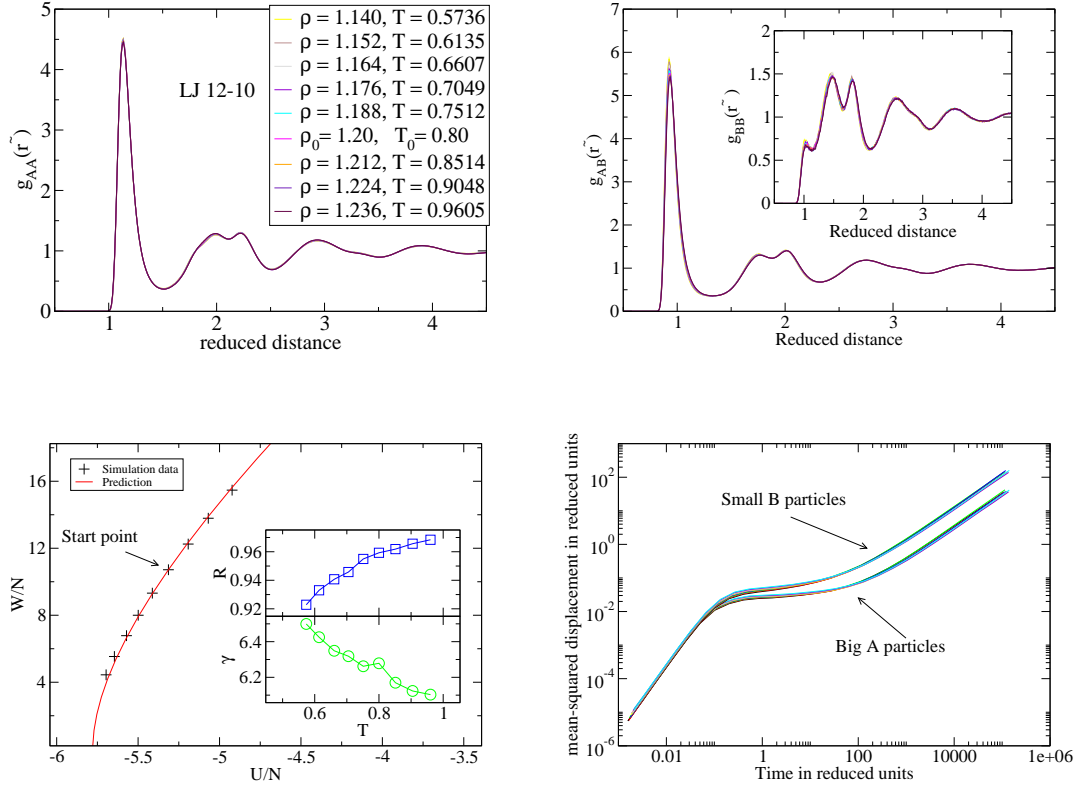 5
4
3
2
1
0
g_AA(r̃)
LJ 12-10
ρ = 1.140, T = 0.5736
ρ = 1.152, T = 0.6135
ρ = 1.164, T = 0.6607
ρ = 1.176, T = 0.7049
ρ = 1.188, T = 0.7512
ρ₀ = 1.20, T₀ = 0.80
ρ = 1.212, T = 0.8514
ρ = 1.224, T = 0.9048
ρ = 1.236, T = 0.9605
1 2 3 4
reduced distance
7
6
5
4
3
2
1
0
g_AB(r̃)
2
1.5
1
0.5
0
g_BB(r̃)
1 2 3 4
Reduced distance
1 2 3 4
Reduced distance
16
12
8
4
W/N
Simulation data
Prediction
Start point
0.96
0.94
0.92
R
6.4
6.2
γ
0.6 0.8 1
T
-6 -5.5 -5 -4.5 -4 -3.5
U/N
10^2
10^0
10^-2
10^-4
10^-6
mean-squared displacement in reduced units
Small B particles
Big A particles
0.01 1 100 10000 1e+06
Time in reduced units